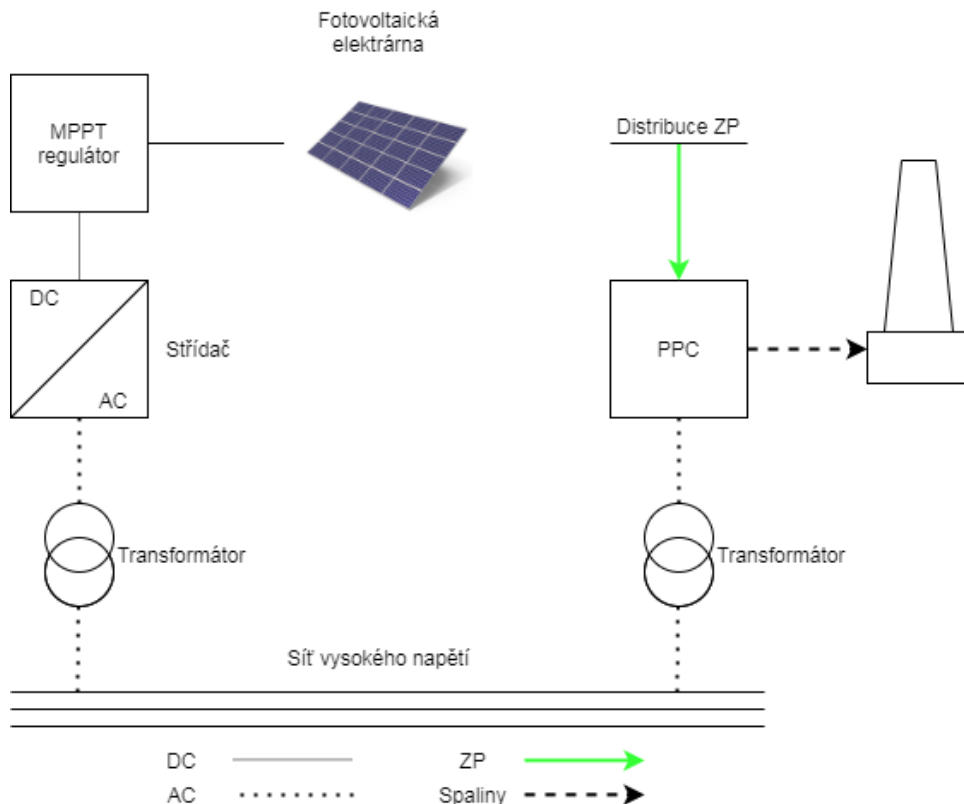 Fotovoltaická
elektrárna
MPPT
regulátor
Distribuce ZP
DC
AC
Střídač
PPC
Transformátor
Transformátor
Síť vysokého napětí
DC
ZP
AC
Spaliny